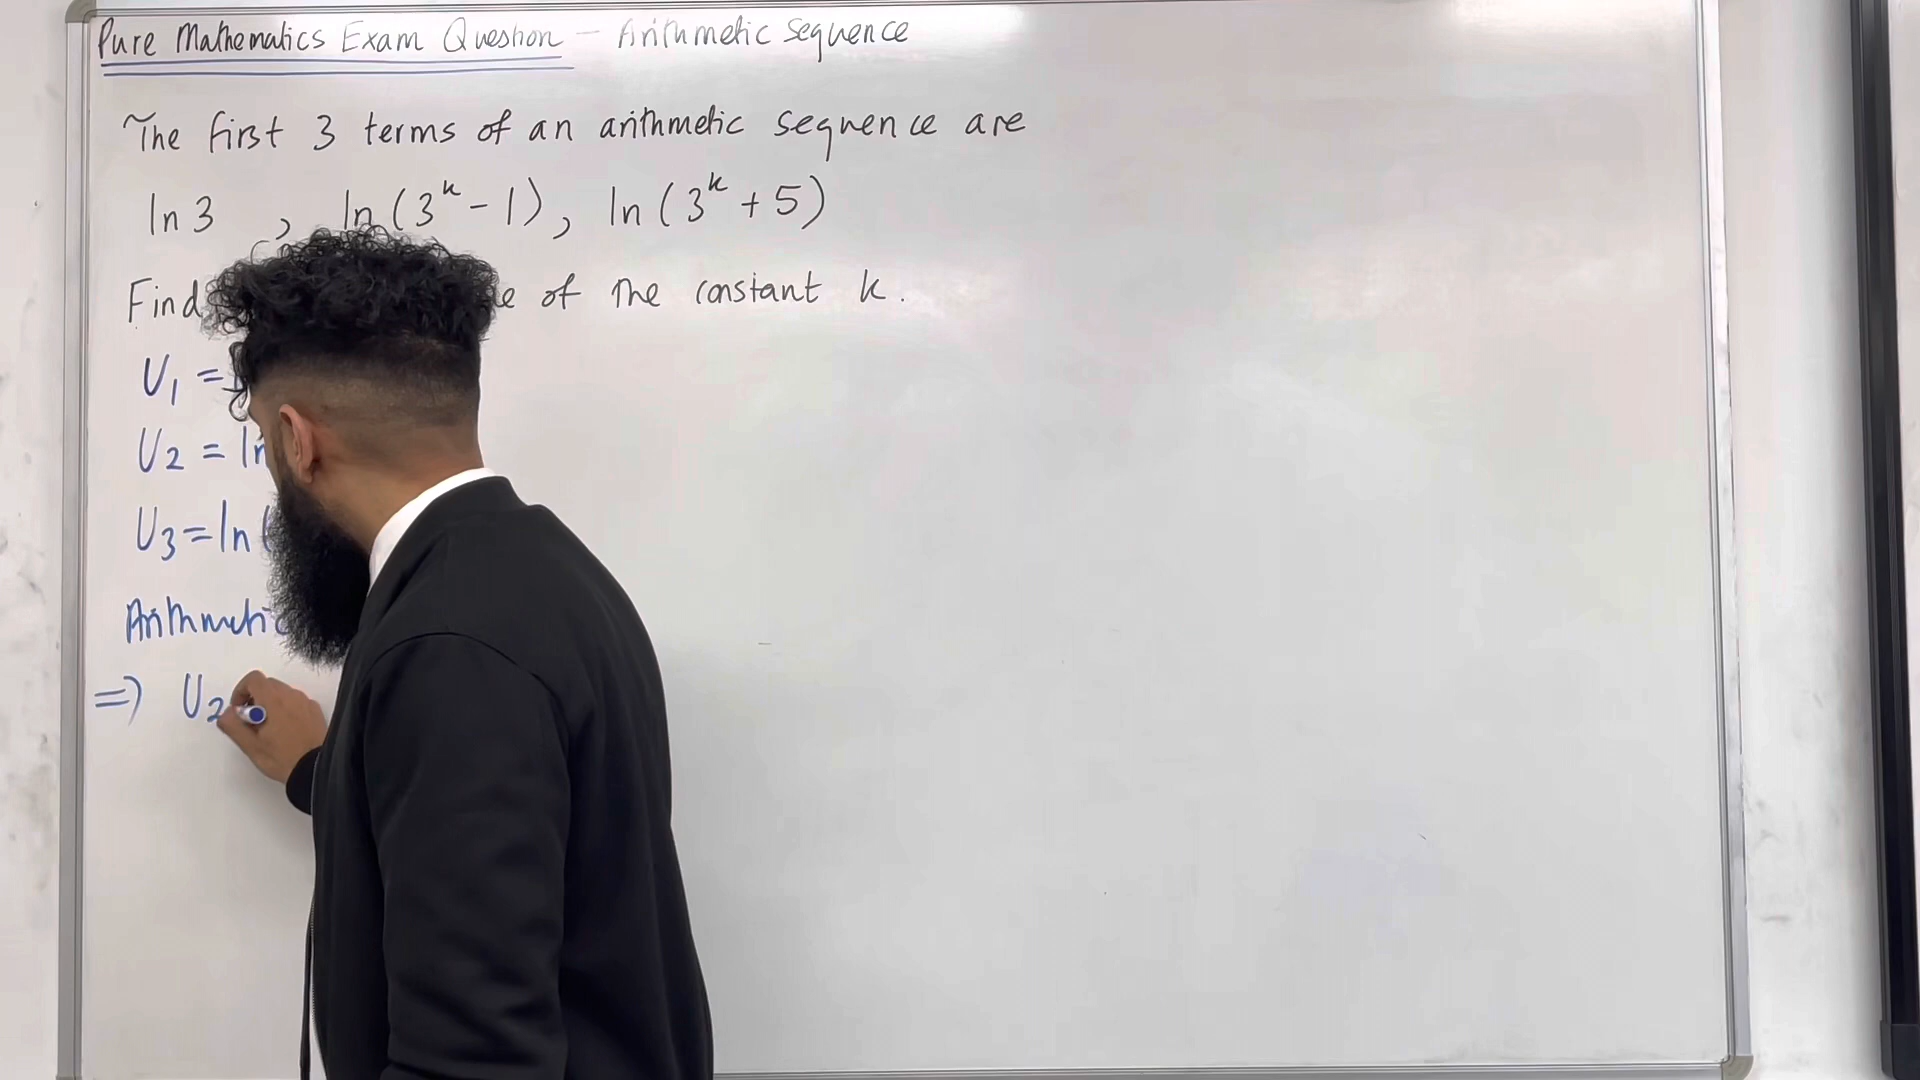 Pure Mathematics Exam Question - Arithmetic Sequence
The first 3 terms of an arithmetic sequence are
ln 3 , ln (3^k - 1), ln (3^k + 5)
Find of the constant k.
U₁ =
U₂ = ln
U₃ = ln (
Arithmetic
=> U₂